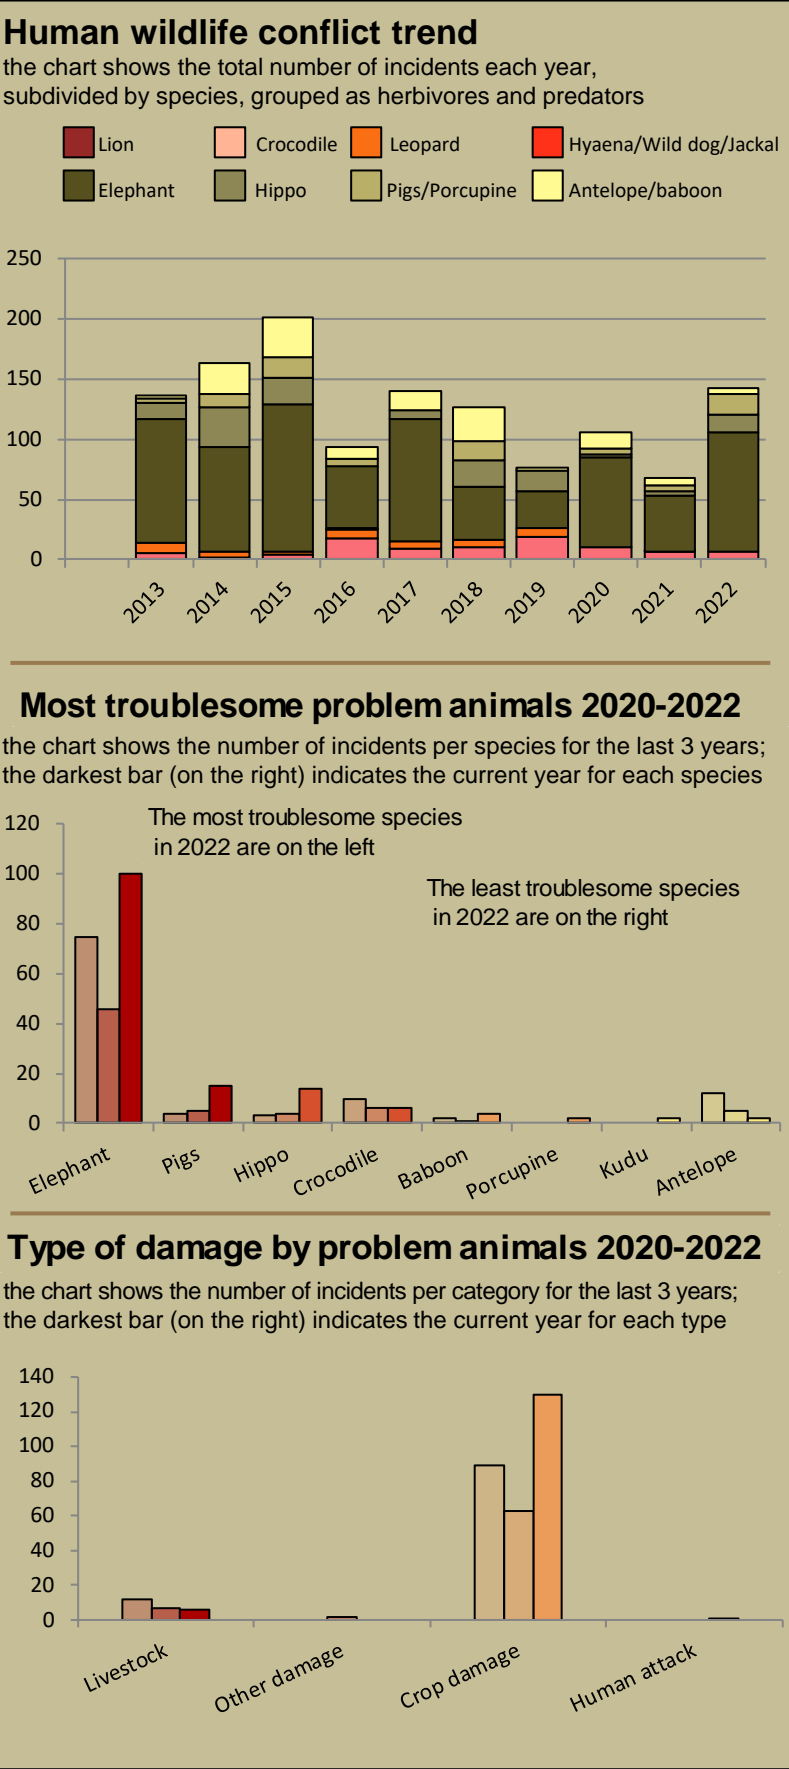 Human wildlife conflict trend
the chart shows the total number of incidents each year,
subdivided by species, grouped as herbivores and predators
Lion Crocodile Leopard Hyaena/Wild dog/Jackal
Elephant Hippo Pigs/Porcupine Antelope/baboon
250
200
150
100
50
0
2013 2014 2015 2016 2017 2018 2019 2020 2021 2022
Most troublesome problem animals 2020-2022
the chart shows the number of incidents per species for the last 3 years;
the darkest bar (on the right) indicates the current year for each species
The most troublesome species
in 2022 are on the left
The least troublesome species
in 2022 are on the right
120
100
80
60
40
20
0
Elephant Pigs Hippo Crocodile Baboon Porcupine Kudu Antelope
Type of damage by problem animals 2020-2022
the chart shows the number of incidents per category for the last 3 years;
the darkest bar (on the right) indicates the current year for each type
140
120
100
80
60
40
20
0
Livestock Other damage Crop damage Human attack